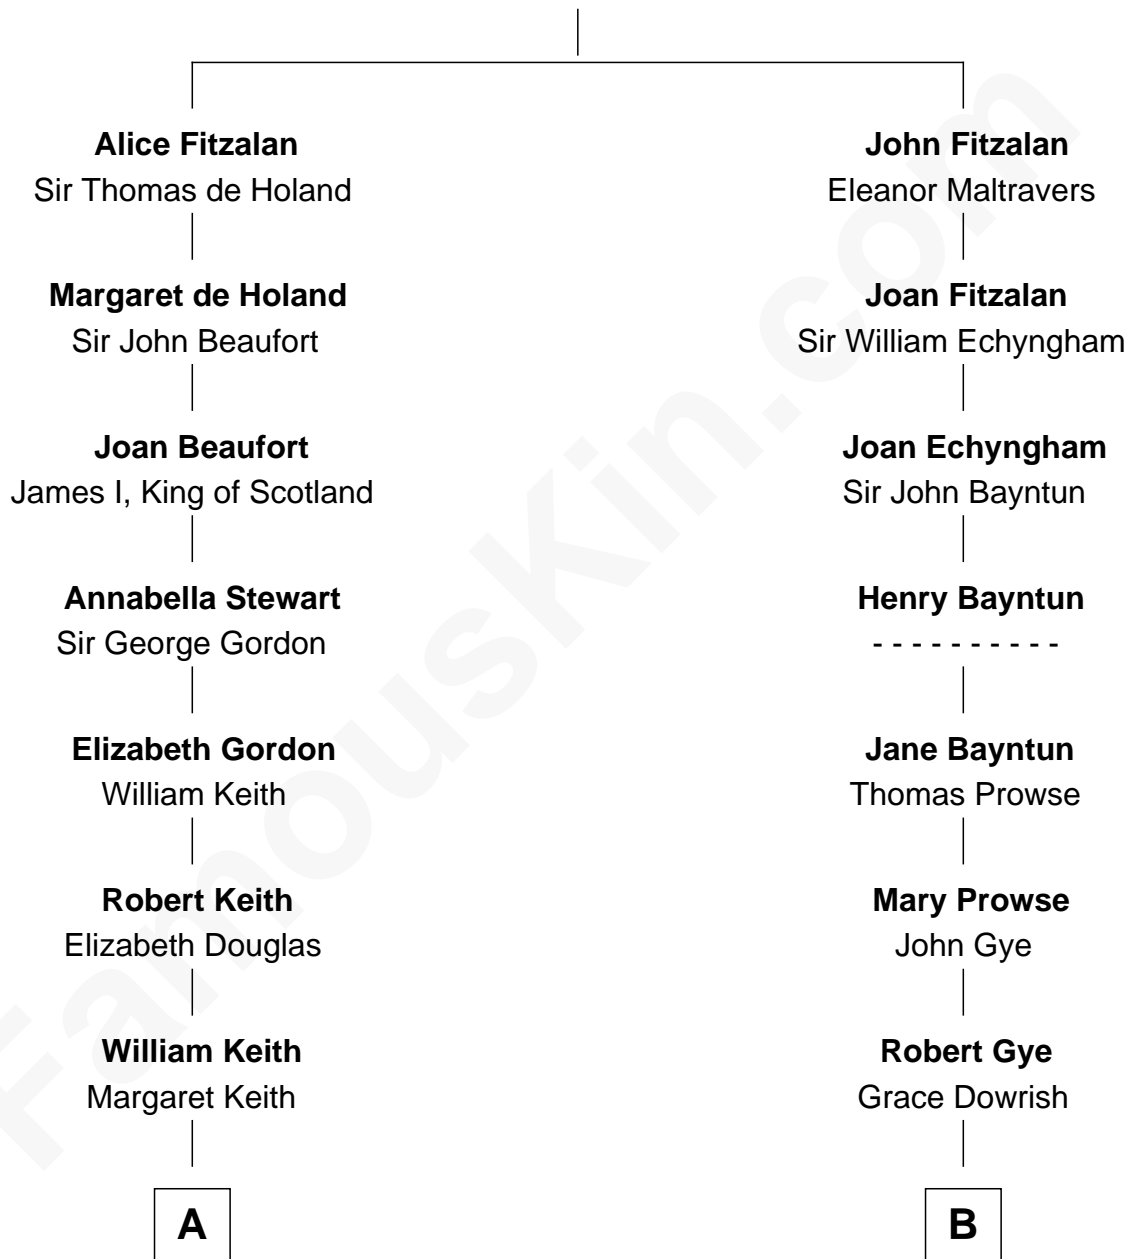 Alice Fitzalan
Sir Thomas de Holand
Margaret de Holand
Sir John Beaufort
Joan Beaufort
James I, King of Scotland
Annabella Stewart
Sir George Gordon
Elizabeth Gordon
William Keith
Robert Keith
Elizabeth Douglas
William Keith
Margaret Keith
A
John Fitzalan
Eleanor Maltravers
Joan Fitzalan
Sir William Echyngham
Joan Echyngham
Sir John Bayntun
Henry Bayntun
- - - - - - - - - -
Jane Bayntun
Thomas Prowse
Mary Prowse
John Gye
Robert Gye
Grace Dowrish
B
FamousKin.com